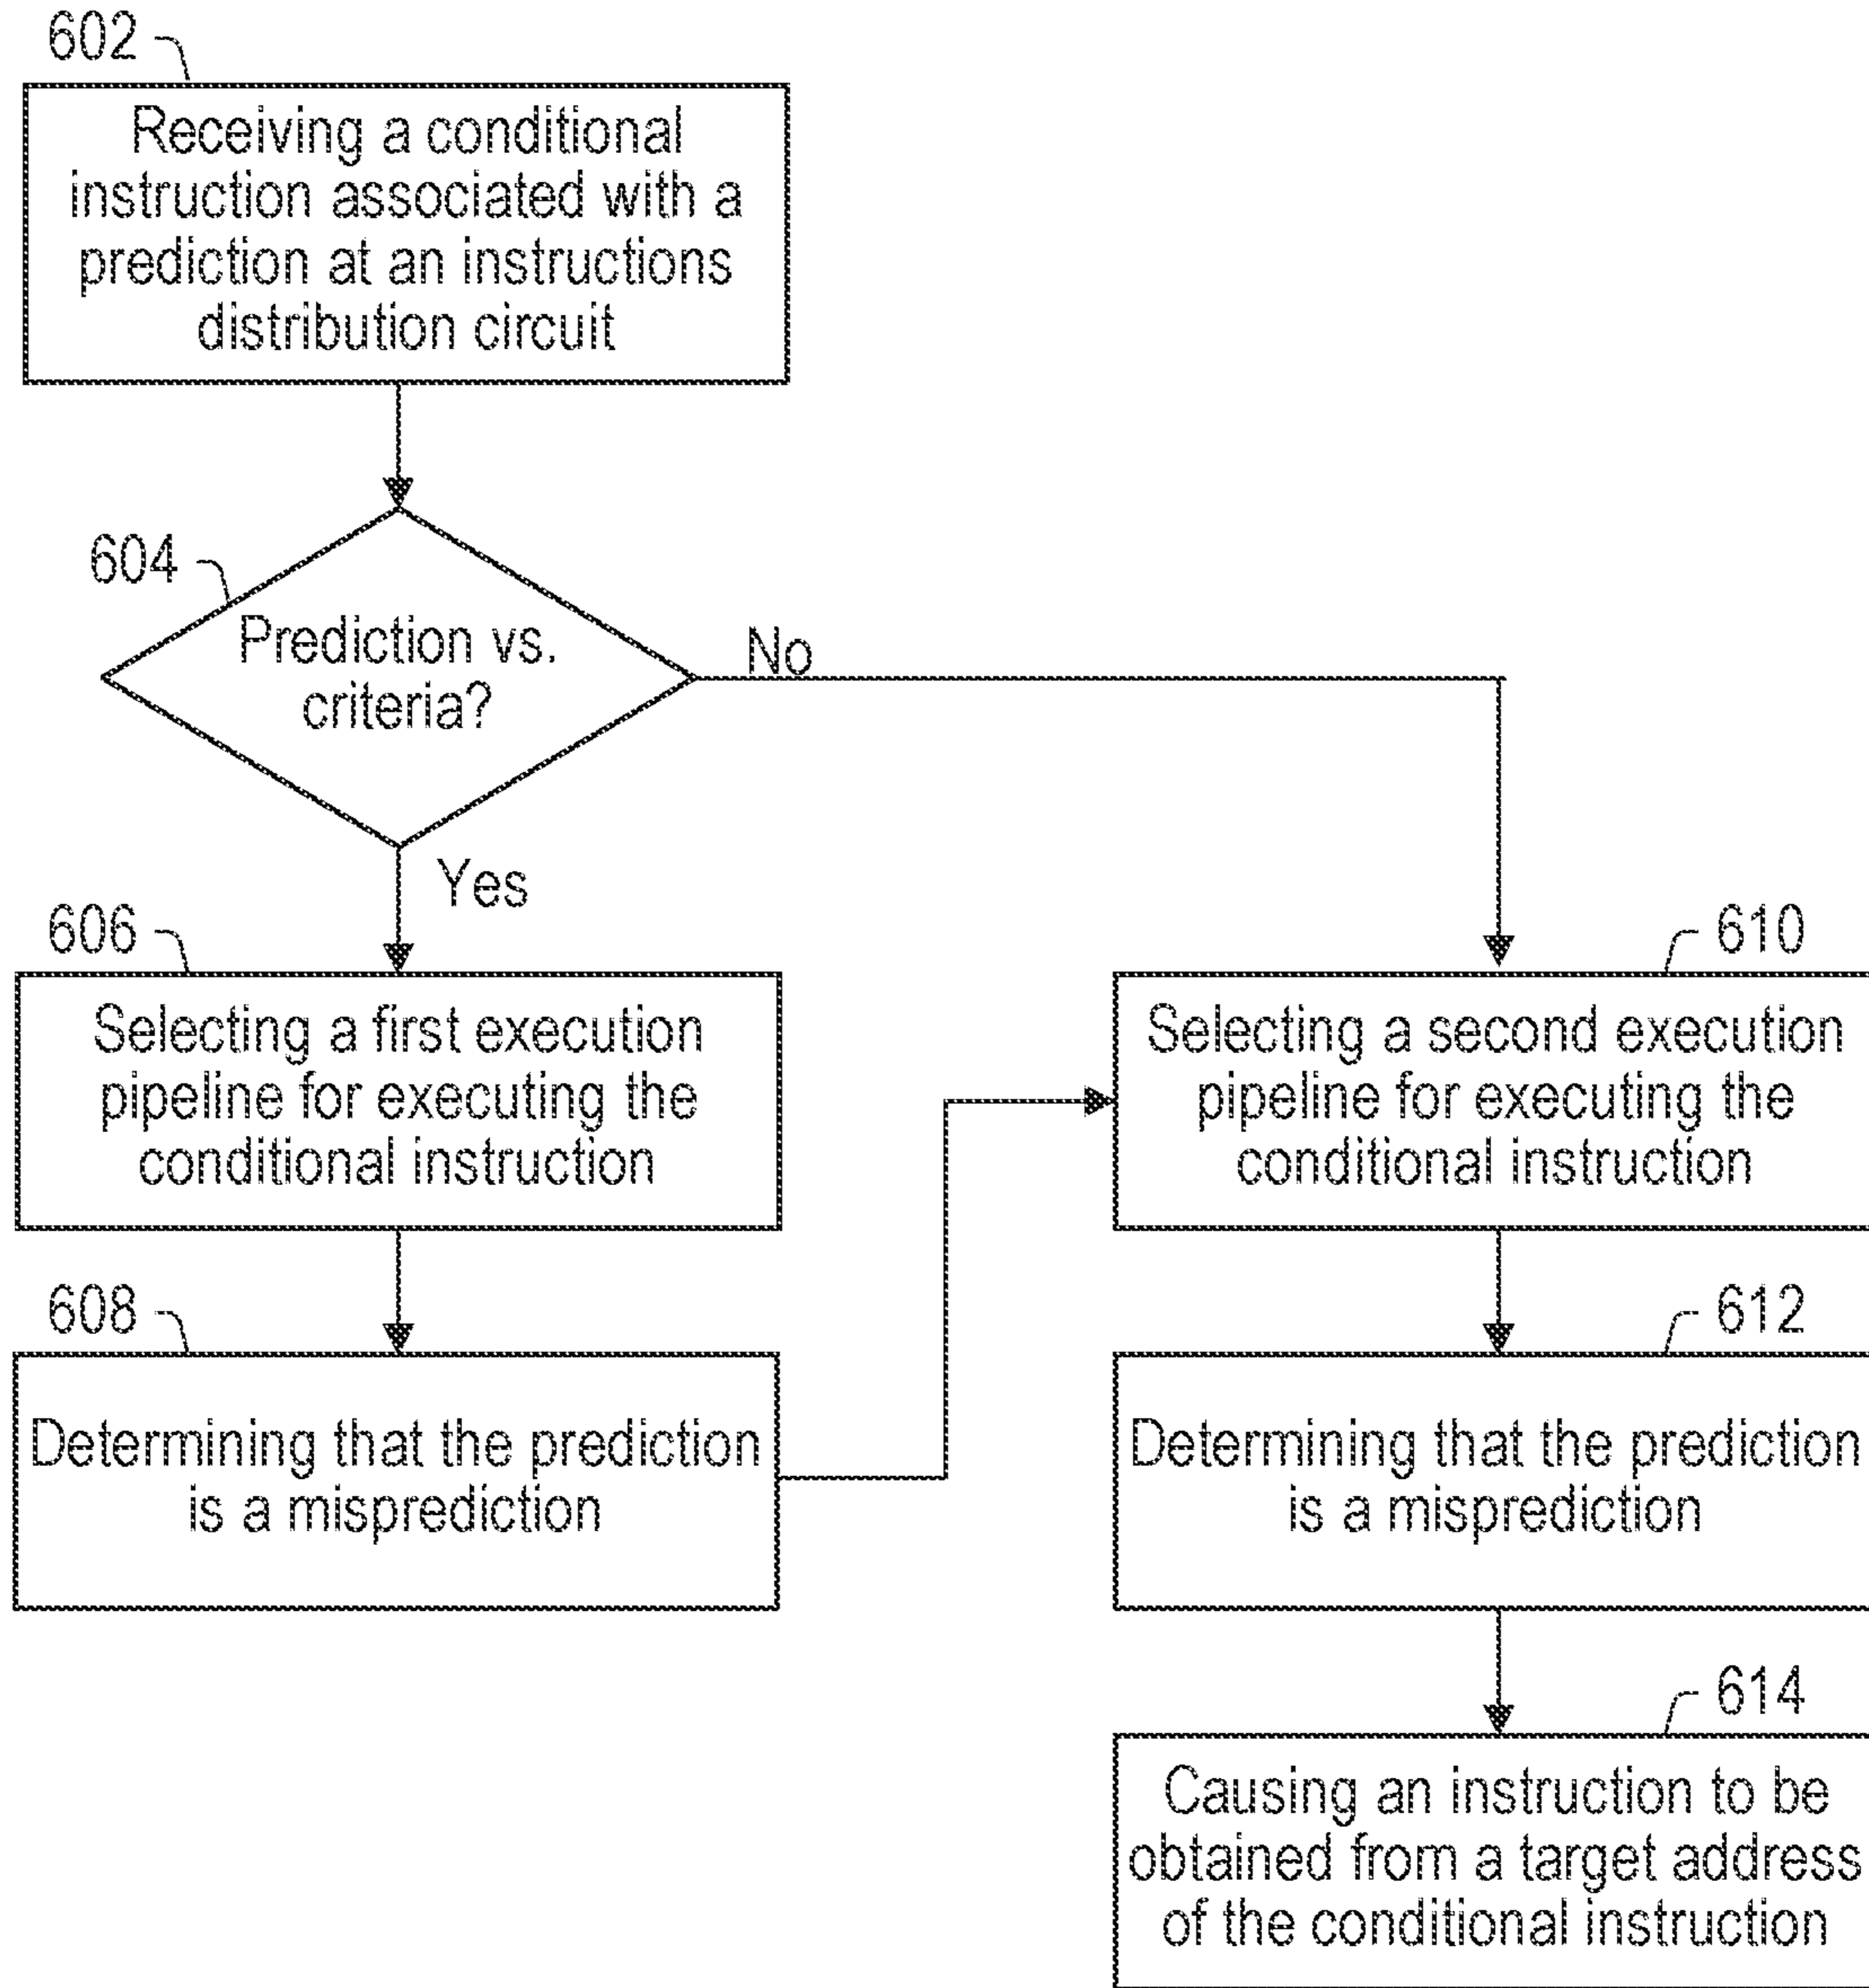 602
Receiving a conditional
instruction associated with a
prediction at an instructions
distribution circuit
604
Prediction vs.
criteria?
No
Yes
606
Selecting a first execution
pipeline for executing the
conditional instruction
610
Selecting a second execution
pipeline for executing the
conditional instruction
608
Determining that the prediction
is a misprediction
612
Determining that the prediction
is a misprediction
614
Causing an instruction to be
obtained from a target address
of the conditional instruction